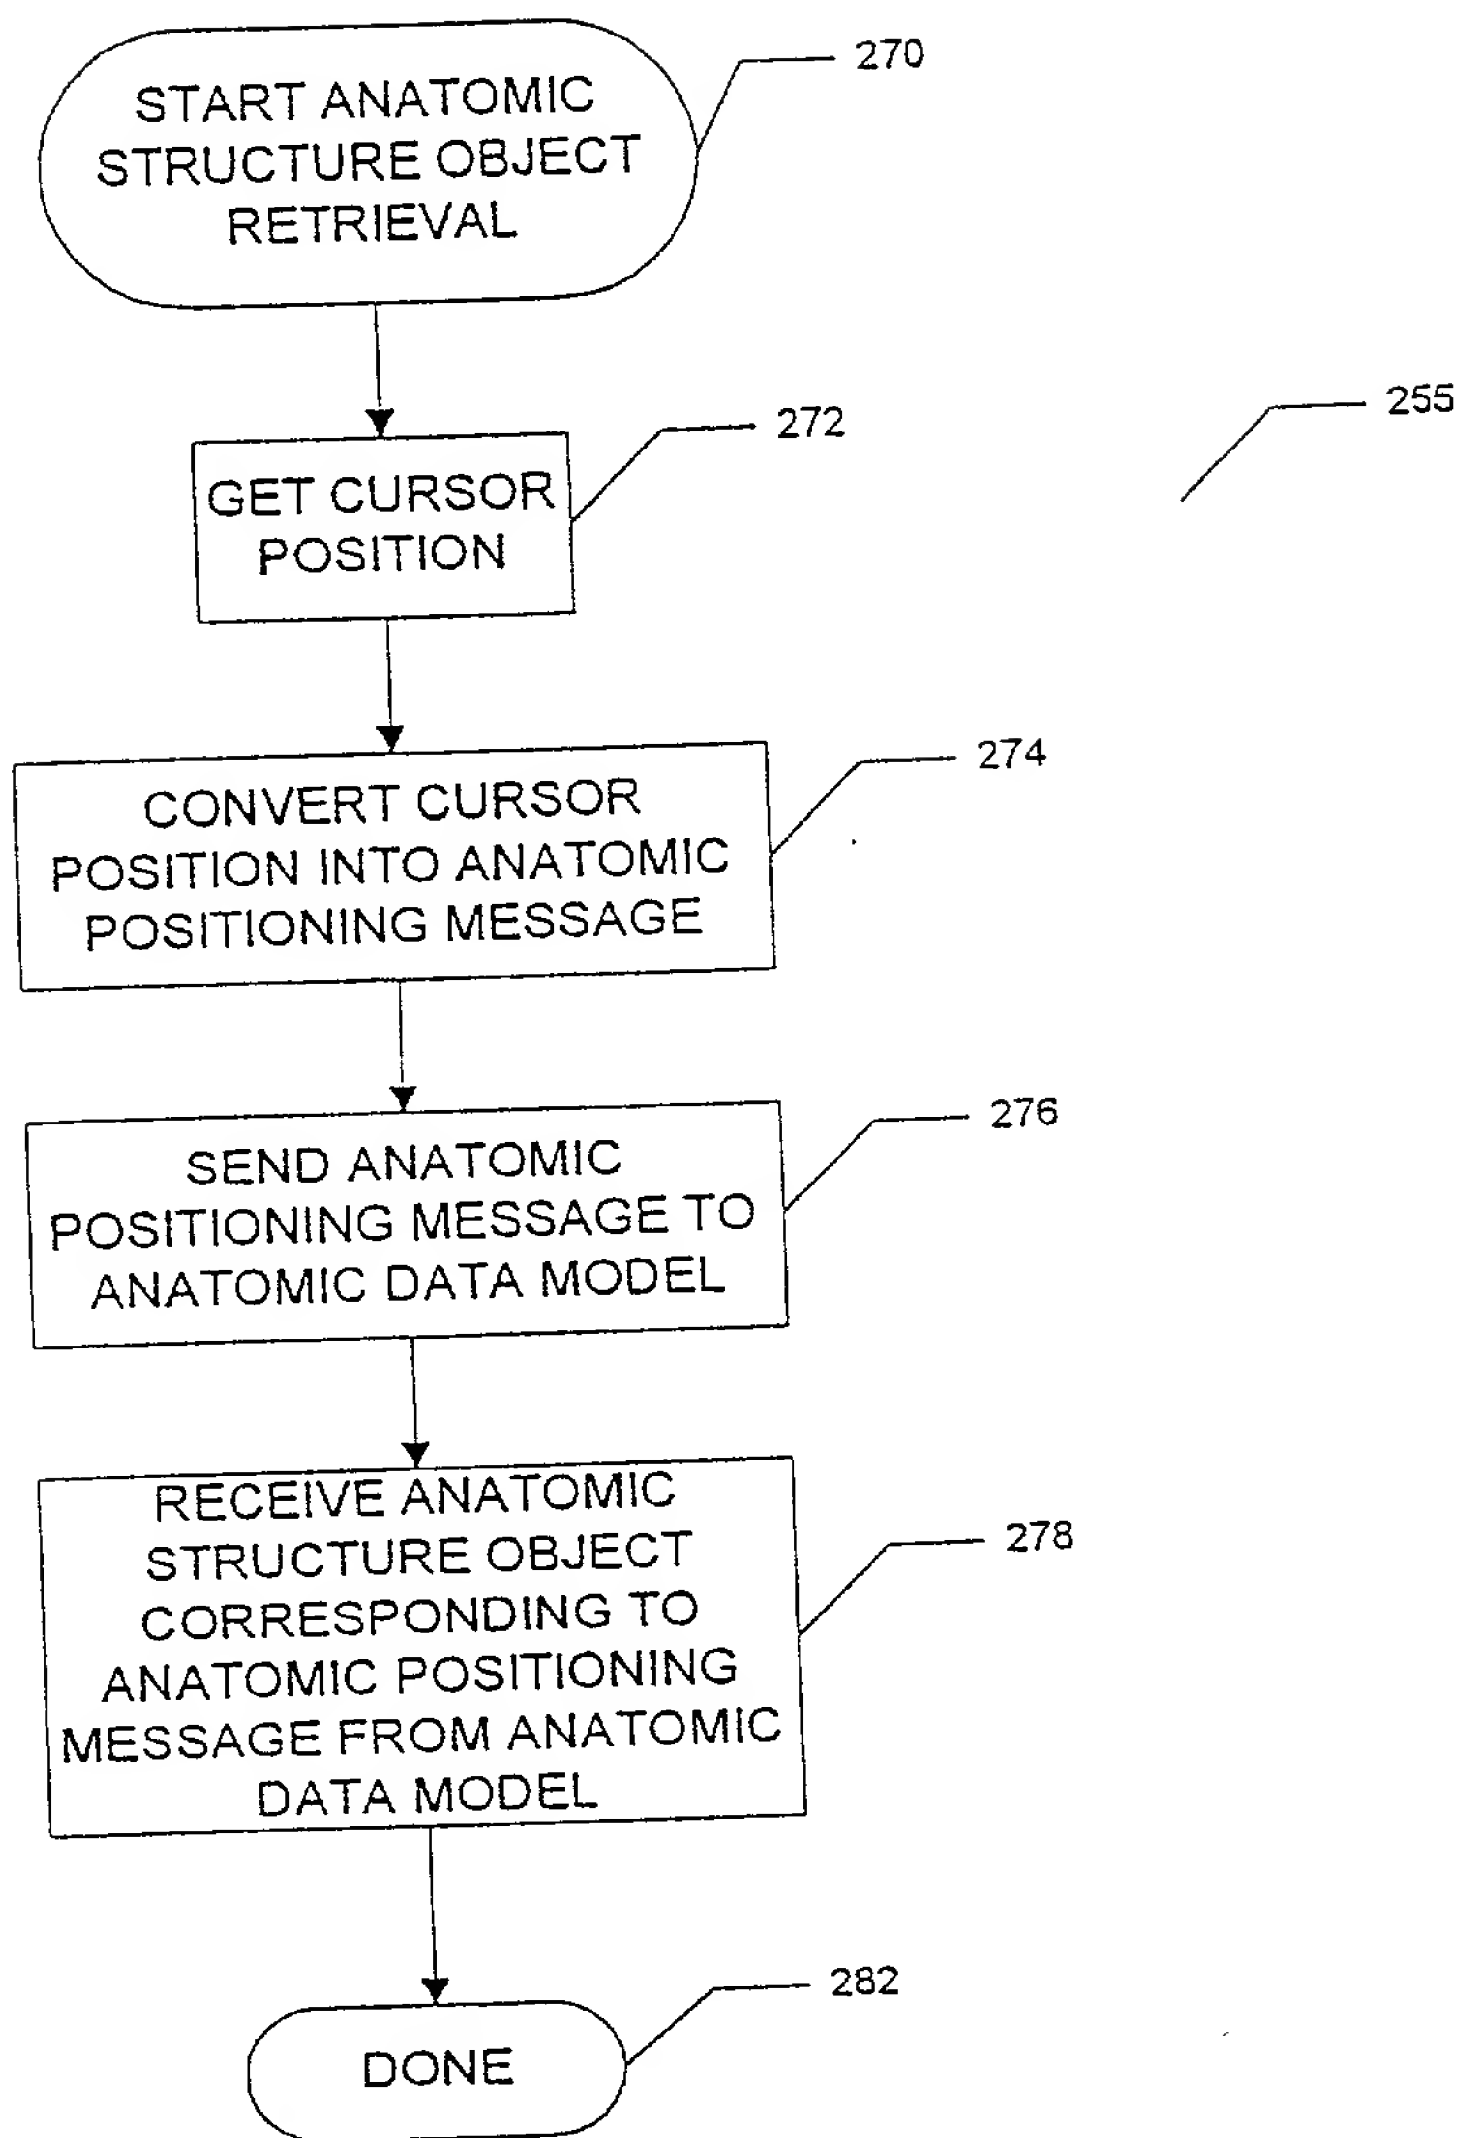 270
START ANATOMIC
STRUCTURE OBJECT
RETRIEVAL
255
272
GET CURSOR
POSITION
274
CONVERT CURSOR
POSITION INTO ANATOMIC
POSITIONING MESSAGE
276
SEND ANATOMIC
POSITIONING MESSAGE TO
ANATOMIC DATA MODEL
278
RECEIVE ANATOMIC
STRUCTURE OBJECT
CORRESPONDING TO
ANATOMIC POSITIONING
MESSAGE FROM ANATOMIC
DATA MODEL
282
DONE